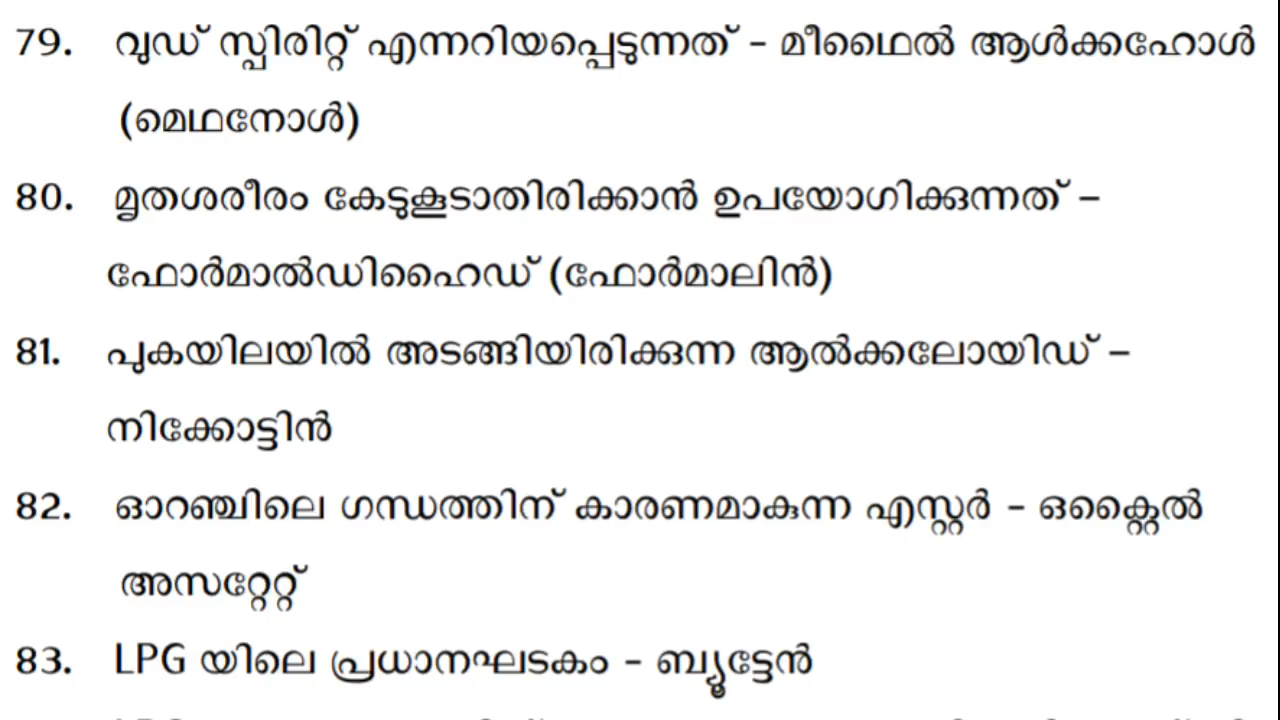 79. വുഡ് സ്പിരിറ്റ് എന്നറിയപ്പെടുന്നത് - മീഥൈൽ ആൾക്കഹോൾ
(മെഥനോൾ)
80. മൃതശരീരം കേടുകൂടാതിരിക്കാൻ ഉപയോഗിക്കുന്നത് –
ഫോർമാൽഡിഹൈഡ് (ഫോർമാലിൻ)
81. പുകയിലയിൽ അടങ്ങിയിരിക്കുന്ന ആൽക്കലോയിഡ് –
നിക്കോട്ടിൻ
82. ഓറഞ്ചിലെ ഗന്ധത്തിന് കാരണമാകുന്ന എസ്റ്റർ - ഒക്ടൈൽ
അസറ്റേറ്റ്
83. LPG യിലെ പ്രധാനഘടകം - ബ്യൂട്ടേൻ